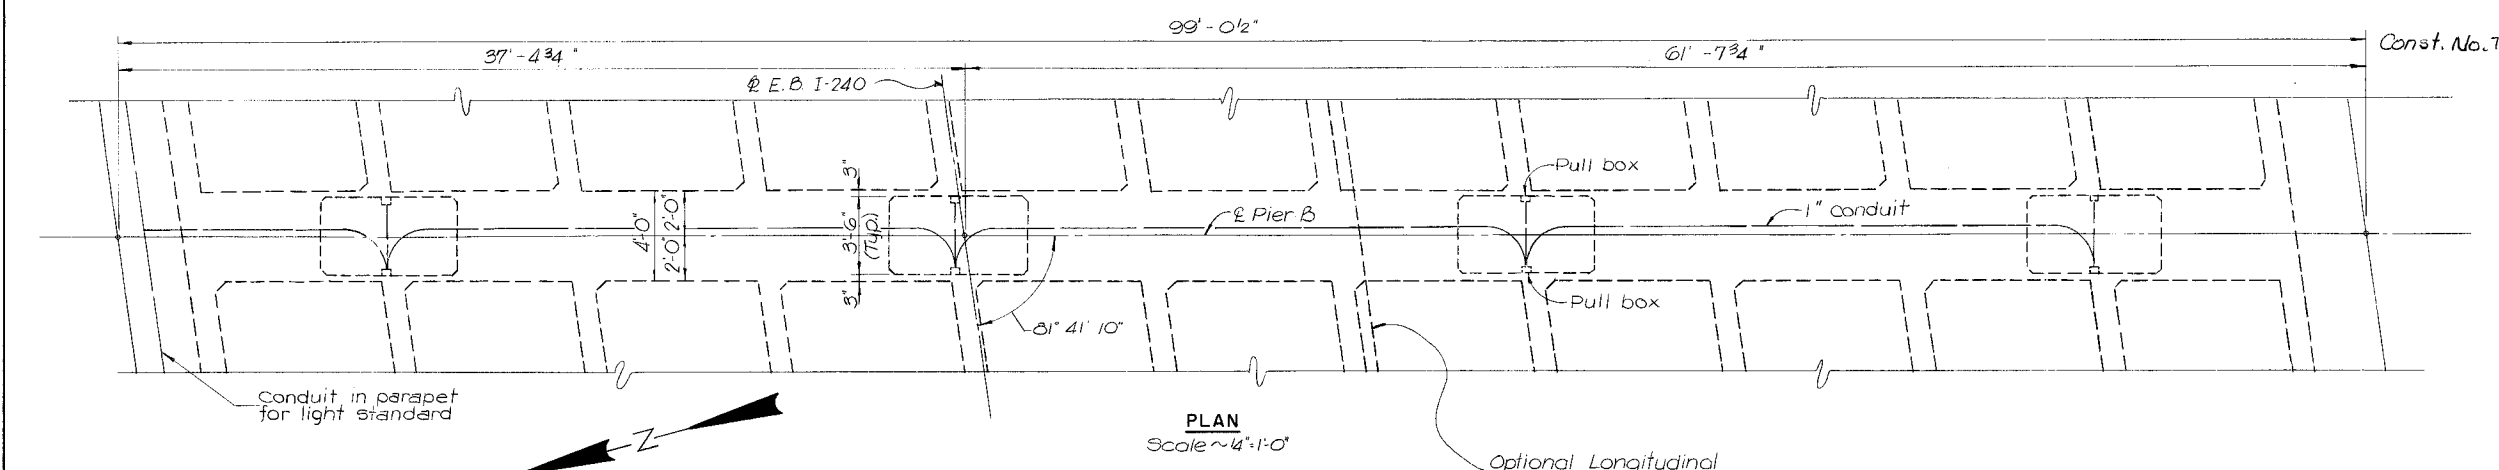 99'-0½"
37'-4¾"
61'-7¾"
Const. No. 7
℄ E.B. I-240
3"
Pull box
4'-0"
2'-0"
2'-0"
3'-6"
(Typ.)
℄ Pier B
1" conduit
3"
Pull box
81° 41' 10"
Conduit in parapet
for light standard
N
PLAN
Scale ~ ¼"=1'-0"
Optional Longitudinal